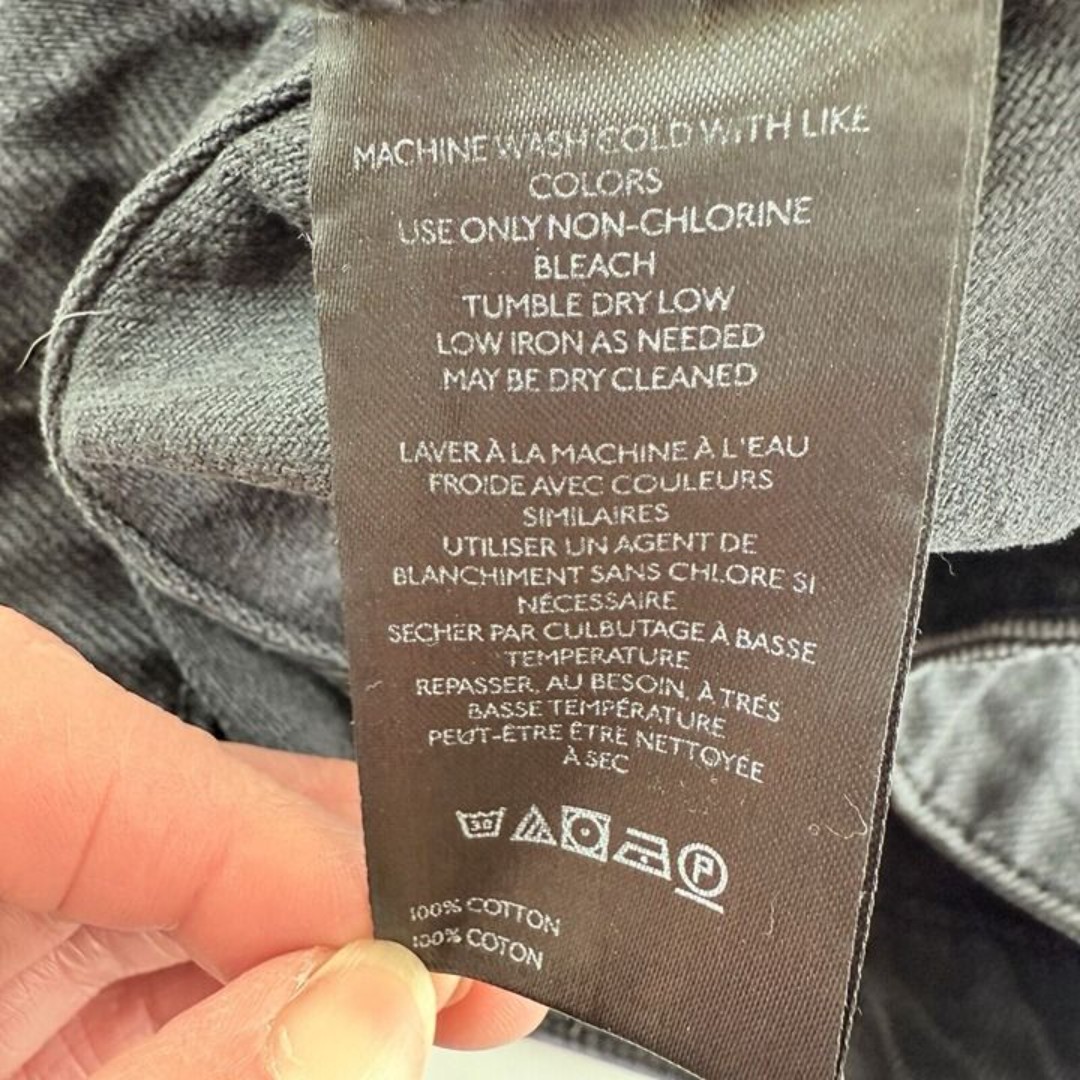 MACHINE WASH COLD WITH LIKE
COLORS
USE ONLY NON-CHLORINE
BLEACH
TUMBLE DRY LOW
LOW IRON AS NEEDED
MAY BE DRY CLEANED
LAVER À LA MACHINE À L'EAU
FROIDE AVEC COULEURS
SIMILAIRES
UTILISER UN AGENT DE
BLANCHIMENT SANS CHLORE SI
NÉCESSAIRE
SECHER PAR CULBUTAGE À BASSE
TEMPERATURE
REPASSER, AU BESOIN, À TRÉS
BASSE TEMPÉRATURE
PEUT-ÊTRE ÊTRE NETTOYÉE
À SEC
30 P
100% COTTON
100% COTON